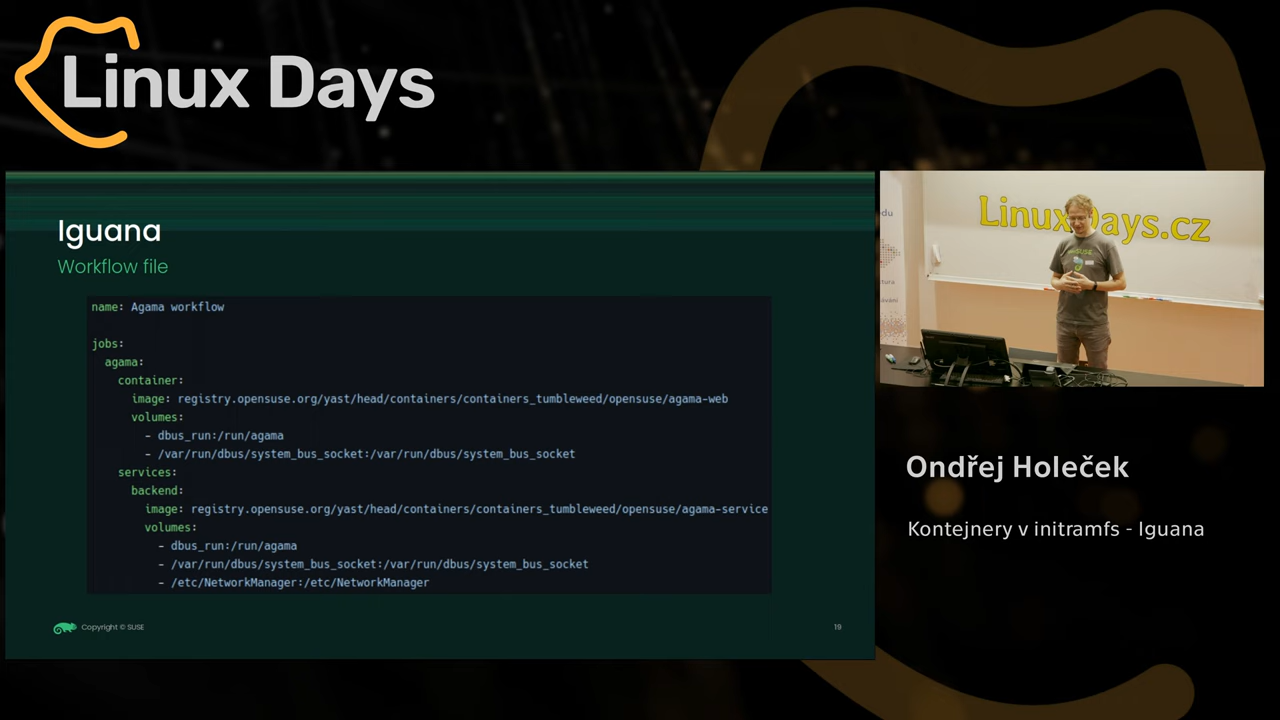 Linux Days
Iguana
Workflow file
name: Agama workflow
jobs:
agama:
container:
image: registry.opensuse.org/yast/head/containers/containers_tumbleweed/opensuse/agama-web
volumes:
- dbus_run:/run/agama
- /var/run/dbus/system_bus_socket:/var/run/dbus/system_bus_socket
services:
backend:
image: registry.opensuse.org/yast/head/containers/containers_tumbleweed/opensuse/agama-service
volumes:
- dbus_run:/run/agama
- /var/run/dbus/system_bus_socket:/var/run/dbus/system_bus_socket
- /etc/NetworkManager:/etc/NetworkManager
Copyright © SUSE
19
LinuxDays.cz
Ondřej Holeček
Kontejnery v initramfs - Iguana